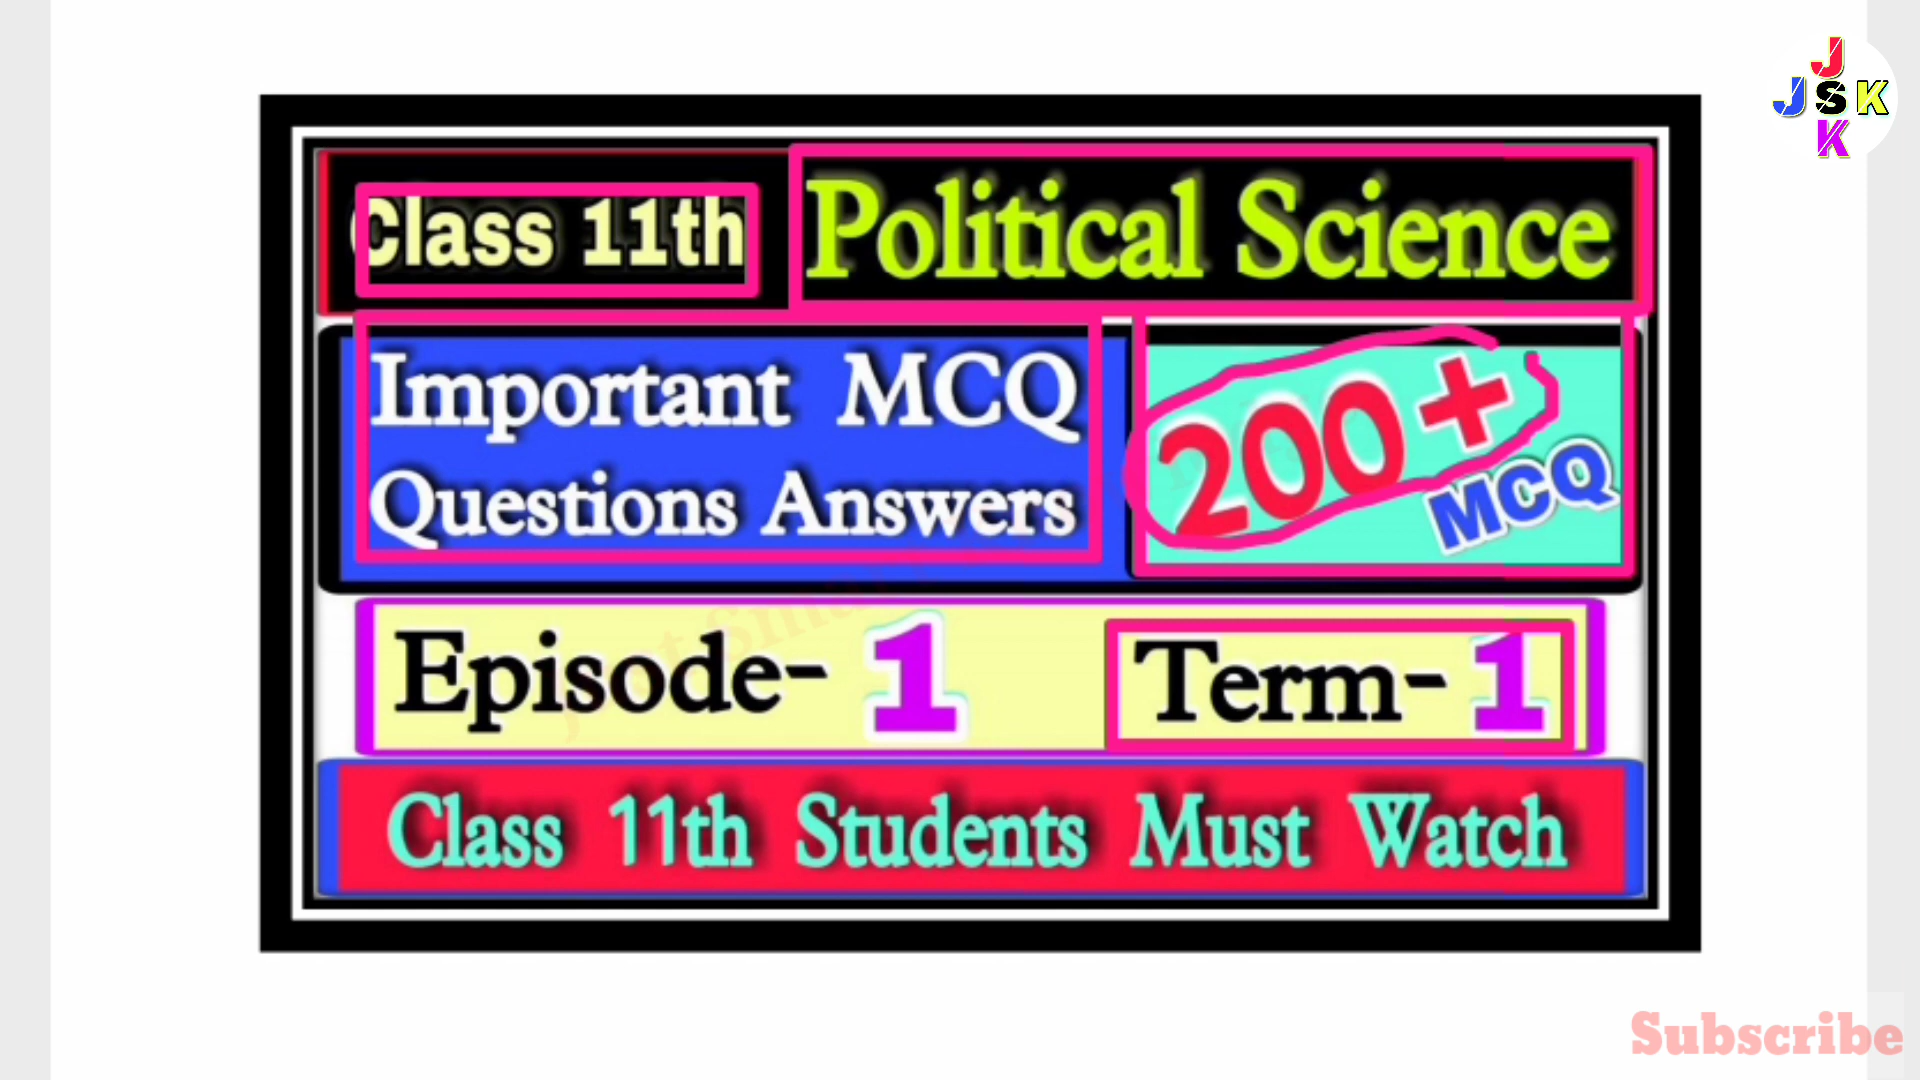 J
J S K
K
Class 11th Political Science
Important MCQ
Questions Answers
200+
MCQ
Episode- 1 Term- 1
Class 11th Students Must Watch
Subscribe